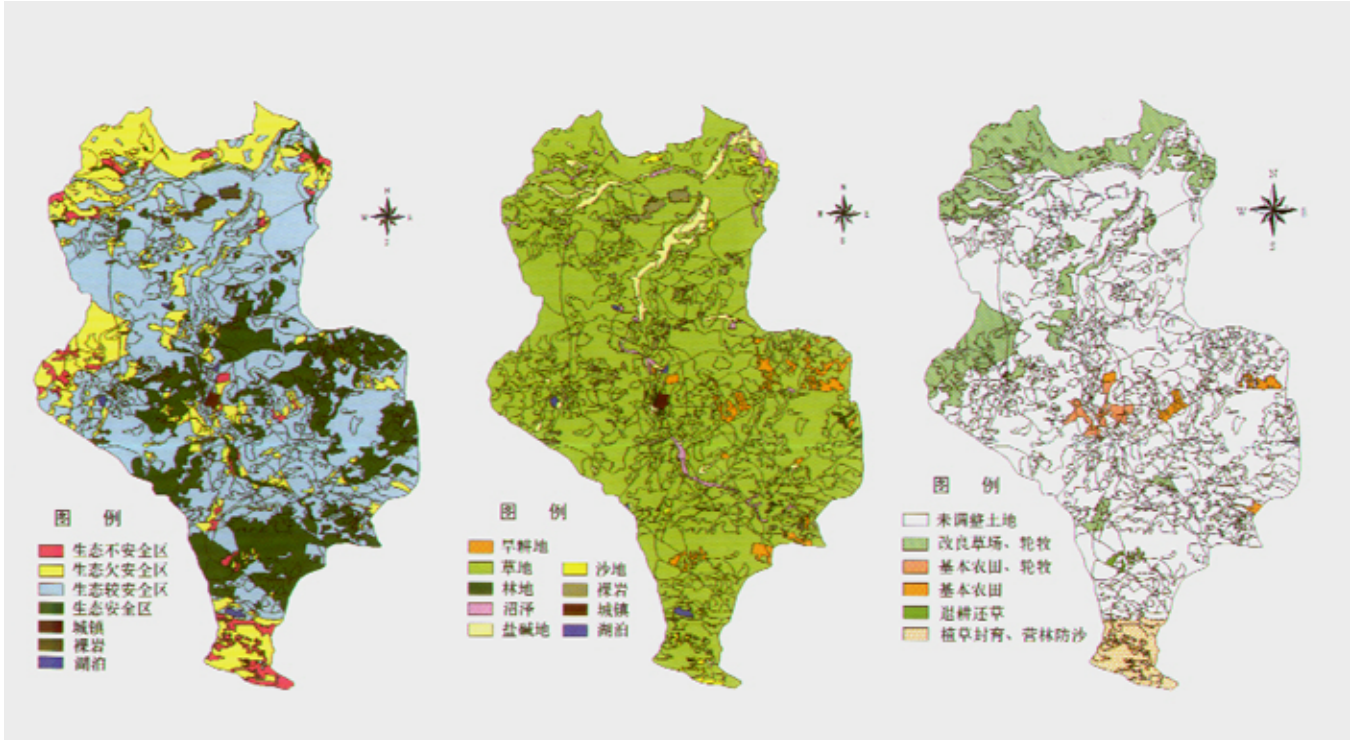 N
W
E
S
图 例
生态不安全区
生态欠安全区
生态较安全区
生态安全区
城镇
裸岩
湖泊
N
W
E
S
图 例
旱耕地
草地
林地
沼泽
盐碱地
沙地
裸岩
城镇
湖泊
N
W
E
S
图 例
未调整土地
改良草场、轮牧
基本农田、轮牧
基本农田
退耕还草
植草封育、营林防沙